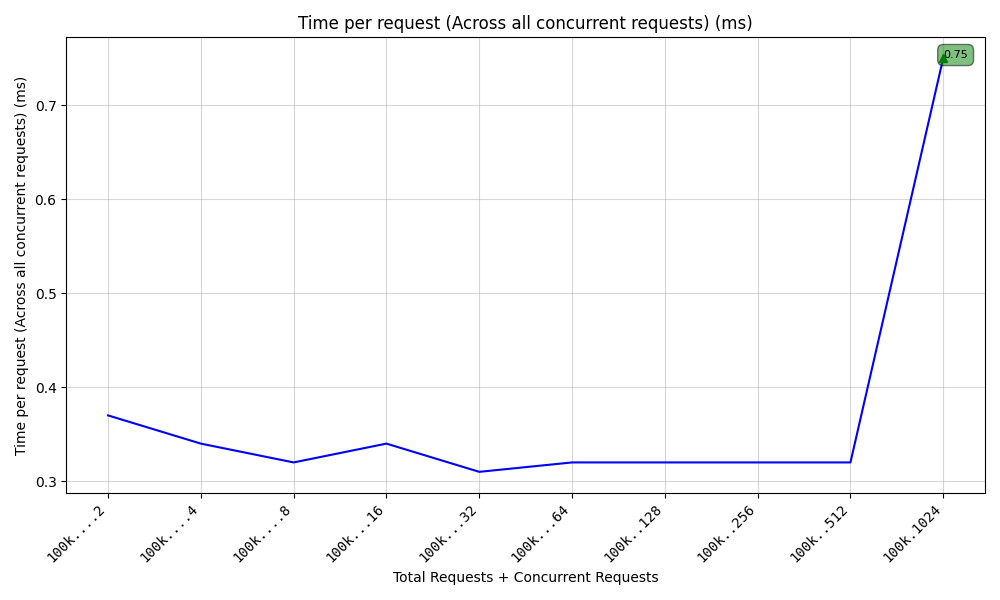 Time per request (Across all concurrent requests) (ms)
Time per request (Across all concurrent requests) (ms)
0.75
0.7
0.6
0.5
0.4
0.3
100k....2
100k....4
100k....8
100k...16
100k...32
100k...64
100k..128
100k..256
100k..512
100k.1024
Total Requests + Concurrent Requests